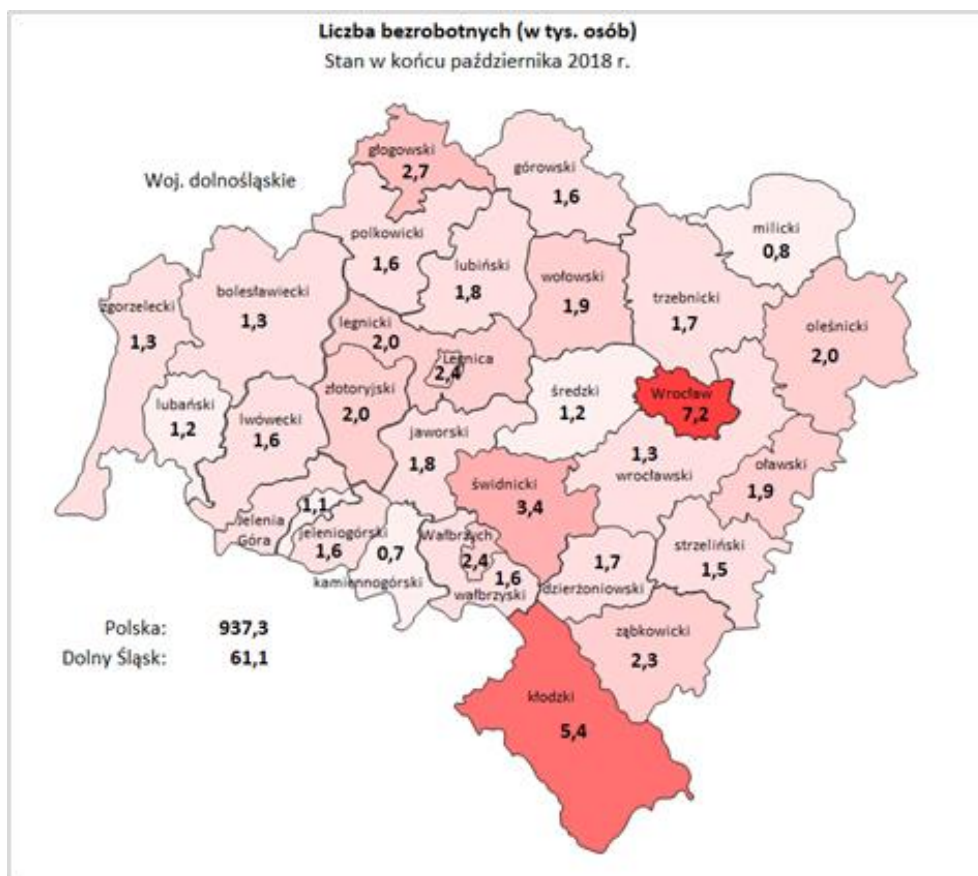 Liczba bezrobotnych (w tys. osób)
Stan w końcu października 2018 r.
Woj. dolnośląskie
głogowski
2,7
górowski
1,6
milicki
0,8
polkowicki
1,6
lubiński
1,8
wołowski
1,9
trzebnicki
1,7
oleśnicki
2,0
zgorzelecki
1,3
bolesławiecki
1,3
legnicki
2,0
Legnica
2,4
złotoryjski
2,0
lubański
1,2
lwówecki
1,6
średzki
1,2
Wrocław
7,2
jaworski
1,8
1,3
wrocławski
oławski
1,9
świdnicki
3,4
Jelenia
Góra
1,1
jeleniogórski
1,6
0,7
kamiennogórski
Wałbrzych
2,4
1,6
wałbrzyski
1,7
dzierżoniowski
strzeliński
1,5
ząbkowicki
2,3
kłodzki
5,4
Polska: 937,3
Dolny Śląsk: 61,1